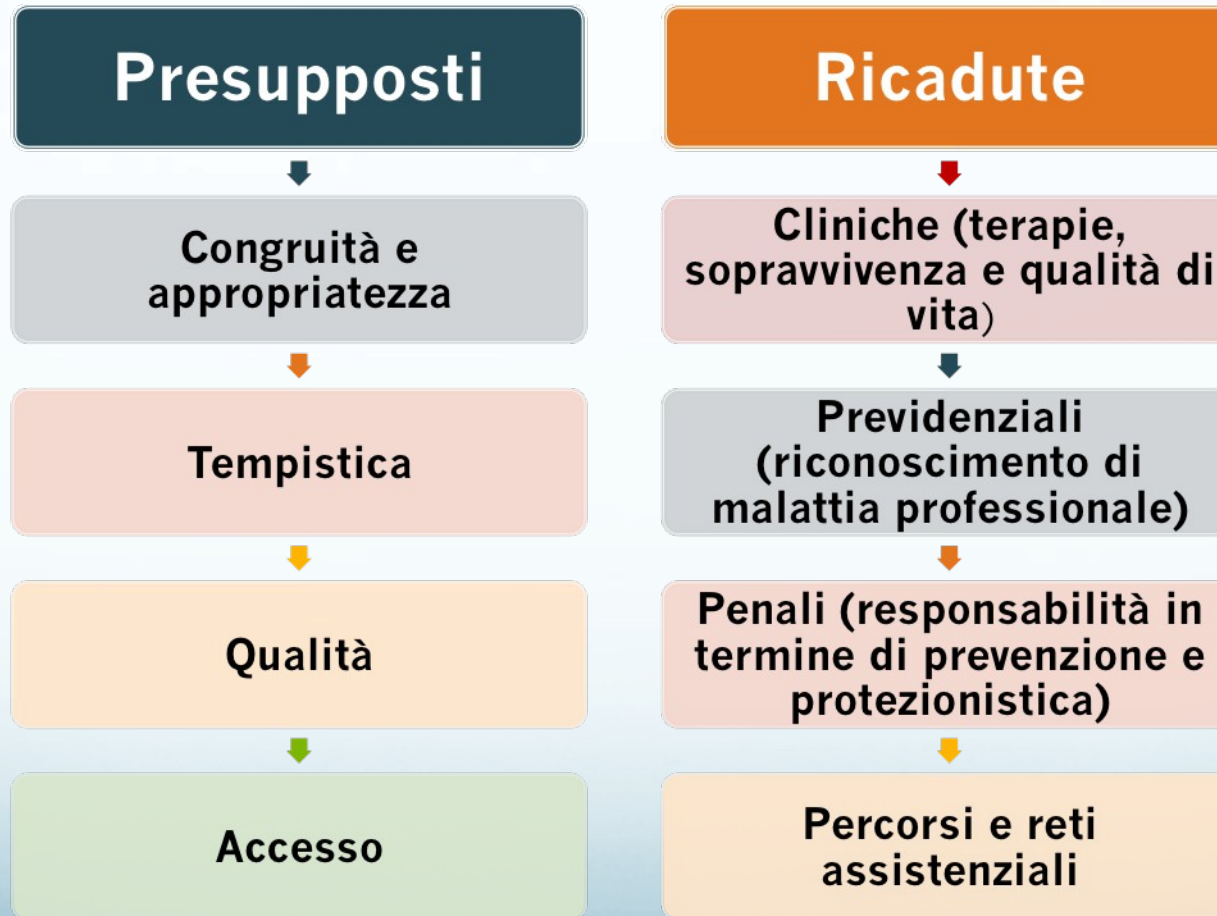 Presupposti
Congruità e
appropriatezza
Tempistica
Qualità
Accesso
Ricadute
Cliniche (terapie,
sopravvivenza e qualità di
vita)
Previdenziali
(riconoscimento di
malattia professionale)
Penali (responsabilità in
termine di prevenzione e
protezionistica)
Percorsi e reti
assistenziali